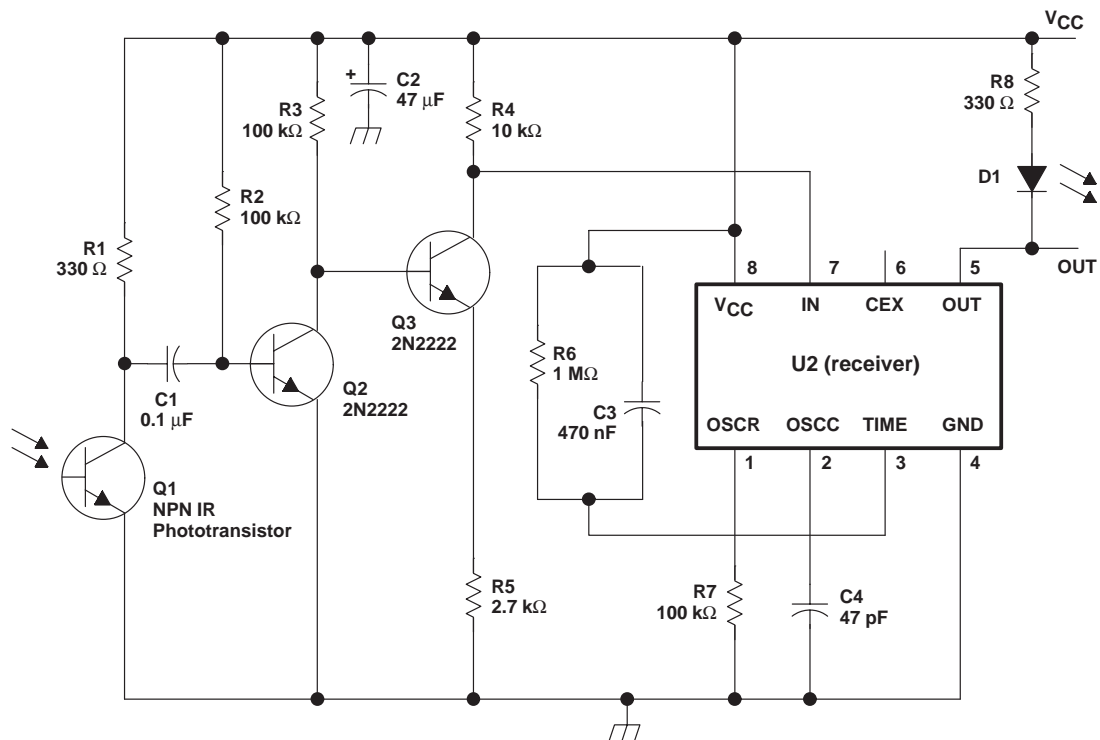 VCC
+
C2
47 μF
R3
100 kΩ
R4
10 kΩ
R8
330 Ω
D1
R2
100 kΩ
R1
330 Ω
OUT
8
7
6
5
VCC
IN
CEX
OUT
Q3
2N2222
U2 (receiver)
R6
1 MΩ
Q2
2N2222
C1
0.1 μF
C3
470 nF
OSCR
OSCC
TIME
GND
1
2
3
4
Q1
NPN IR
Phototransistor
R5
2.7 kΩ
R7
100 kΩ
C4
47 pF